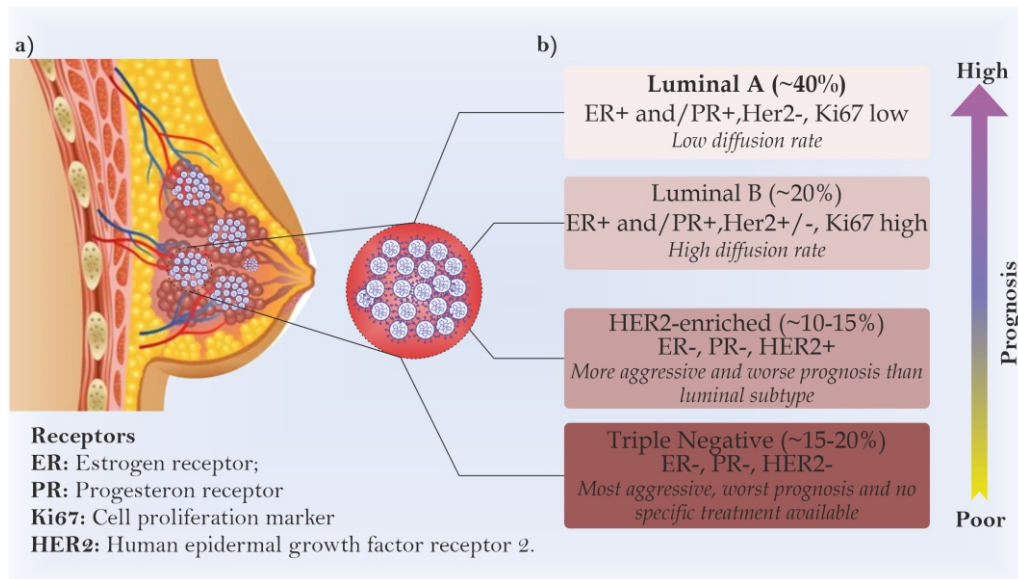 a)
b)
Luminal A (~40%)
ER+ and/PR+,Her2-, Ki67 low
Low diffusion rate
Luminal B (~20%)
ER+ and/PR+,Her2+/-, Ki67 high
High diffusion rate
HER2-enriched (~10-15%)
ER-, PR-, HER2+
More aggressive and worse prognosis than
luminal subtype
Triple Negative (~15-20%)
ER-, PR-, HER2-
Most aggressive, worst prognosis and no
specific treatment available
High
Prognosis
Poor
Receptors
ER: Estrogen receptor;
PR: Progesteron receptor
Ki67: Cell proliferation marker
HER2: Human epidermal growth factor receptor 2.